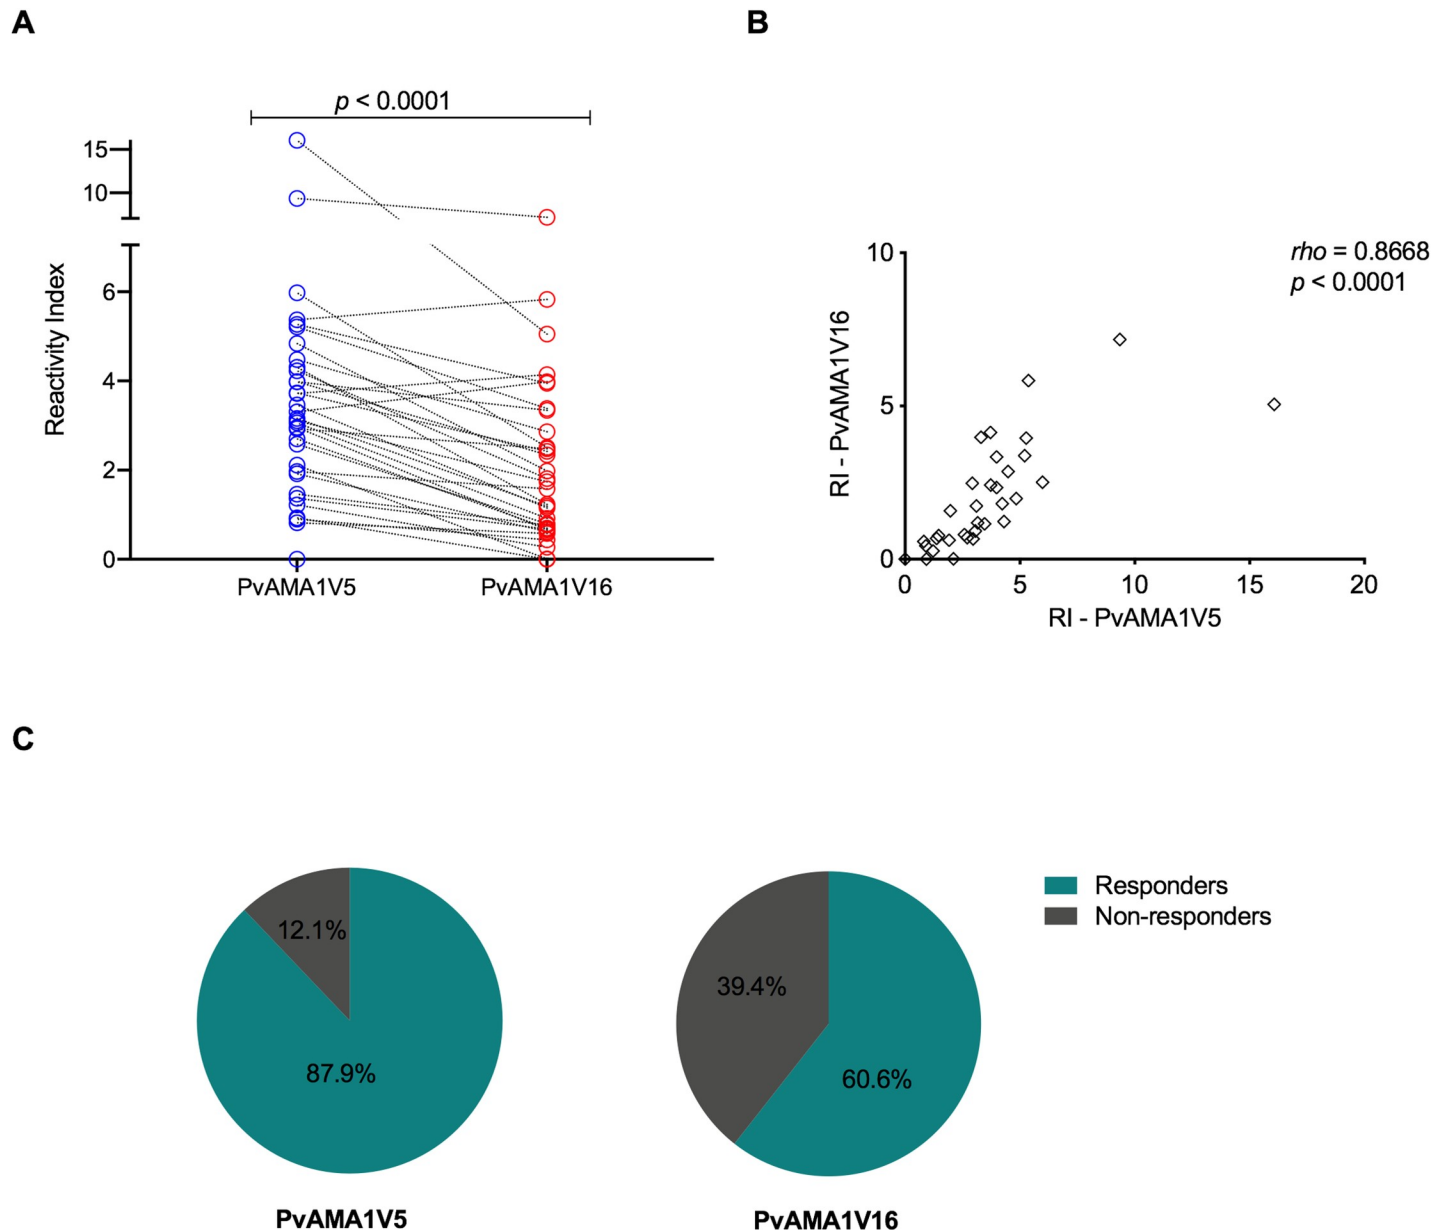 A
B
p < 0.0001
15
10
6
4
2
0
Reactivity Index
PvAMA1V5
PvAMA1V16
rho = 0.8668
p < 0.0001
10
5
0
RI - PvAMA1V16
0
5
10
15
20
RI - PvAMA1V5
C
12.1%
87.9%
PvAMA1V5
39.4%
60.6%
PvAMA1V16
Responders
Non-responders